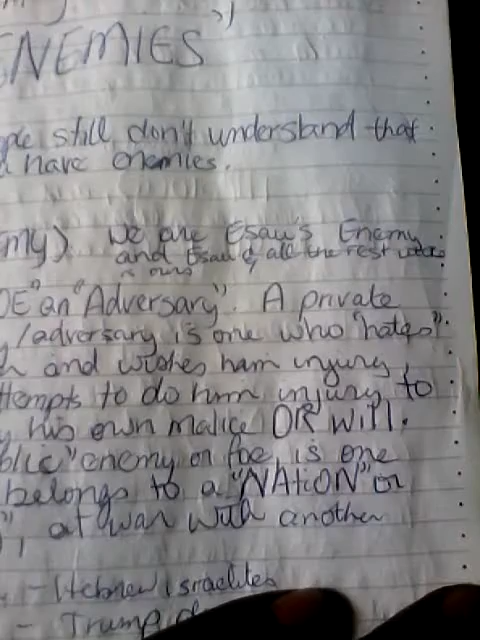 ENEMIES"
ple still don't understand that
have enemies.
my). We are Esau's Enemy
and Esau & all the rest
is ours
OE" an "Adversary". A private
/adversary is one who "hates"
and wishes him injury,
ttempts to do him injury to
his own malice OR will.
blic" enemy or foe is one
belongs to a "NATION" or
", at war with another
- Hebrew israelites
- Trump